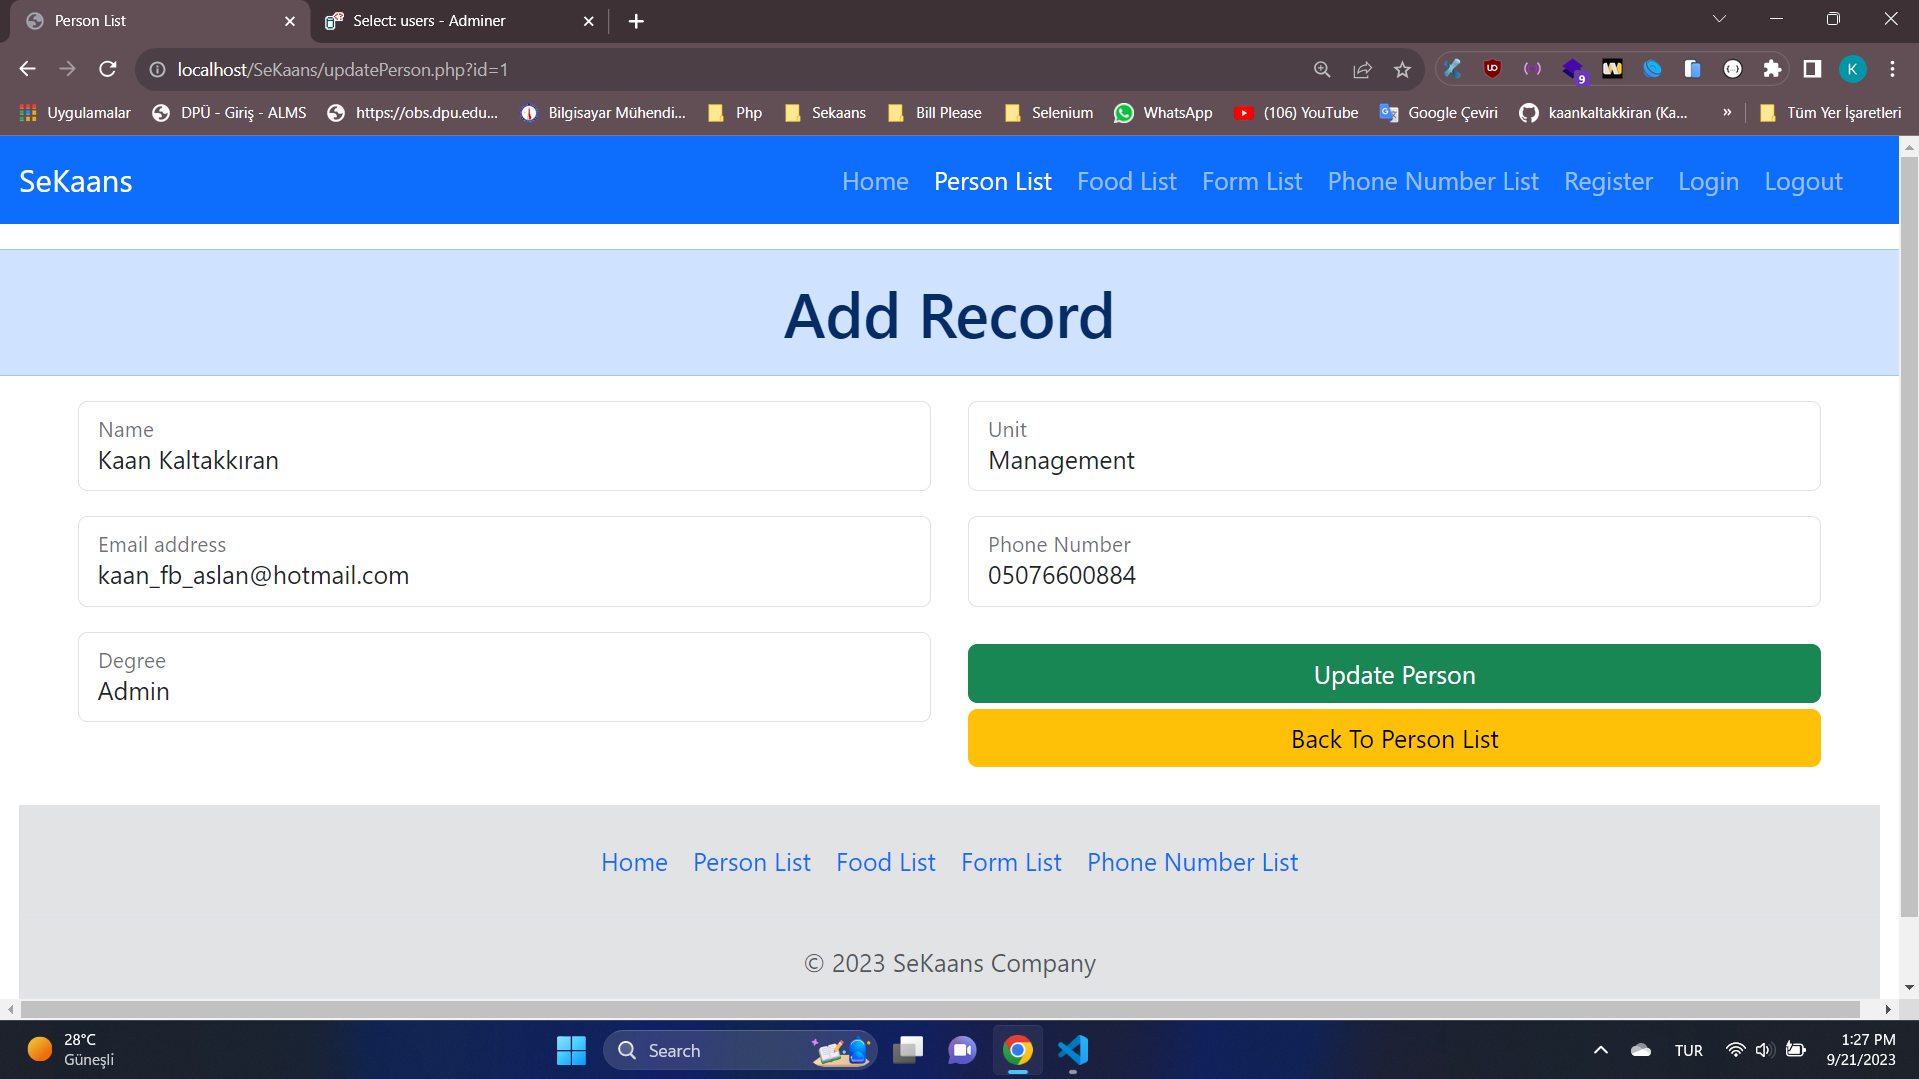 Person List
Select: users - Adminer
localhost/SeKaans/updatePerson.php?id=1
9
K
Uygulamalar
DPÜ - Giriş - ALMS
https://obs.dpu.edu...
Bilgisayar Mühendi...
Php
Sekaans
Bill Please
Selenium
WhatsApp
(106) YouTube
Google Çeviri
kaankaltakkiran (Ka...
»
Tüm Yer İşaretleri
SeKaans
Home
Person List
Food List
Form List
Phone Number List
Register
Login
Logout
Add Record
Name
Kaan Kaltakkıran
Unit
Management
Email address
kaan_fb_aslan@hotmail.com
Phone Number
05076600884
Degree
Admin
Update Person
Back To Person List
Home
Person List
Food List
Form List
Phone Number List
© 2023 SeKaans Company
28°C
Güneşli
Search
TUR
1:27 PM
9/21/2023